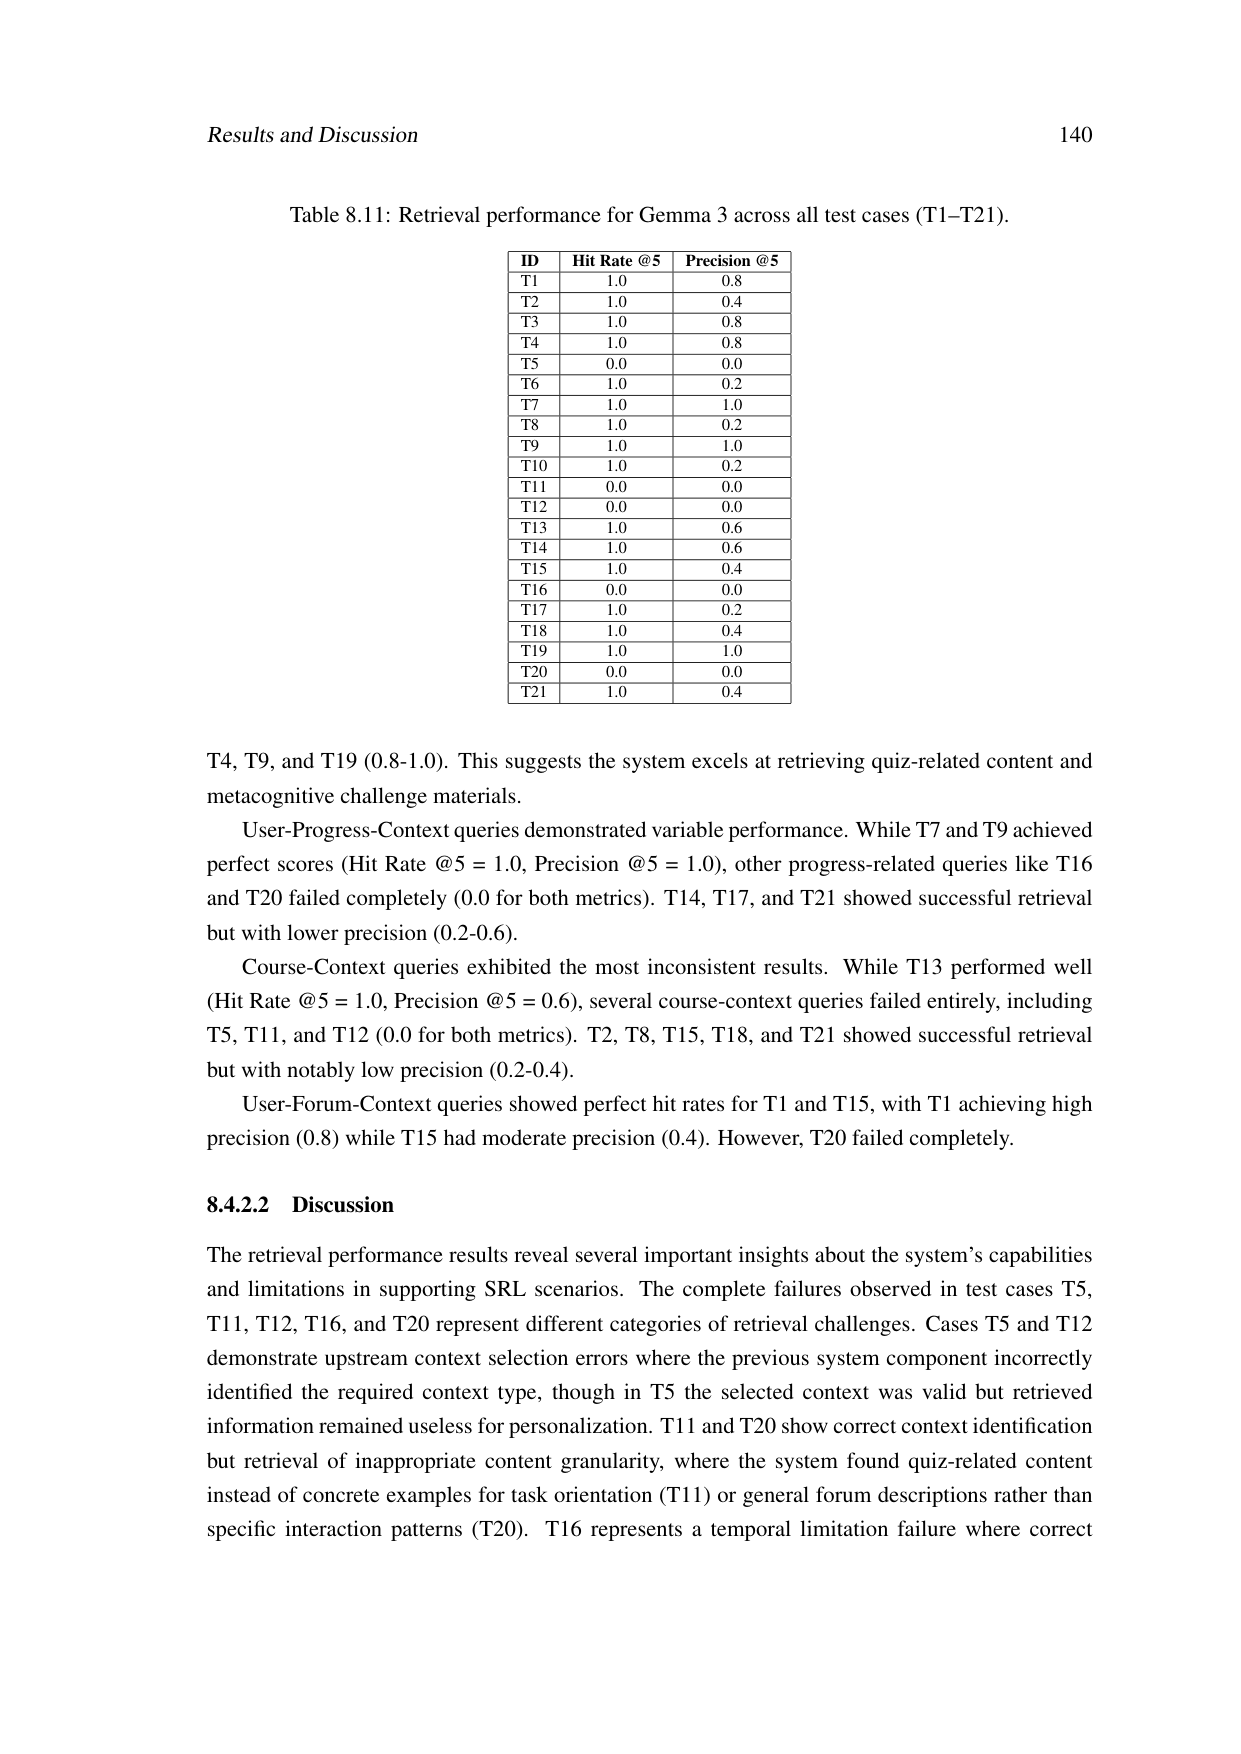 Results and Discussion 140
Table 8.11: Retrieval performance for Gemma 3 across all test cases (T1–T21).
ID Hit Rate @5 Precision @5
T1 1.0 0.8
T2 1.0 0.4
T3 1.0 0.8
T4 1.0 0.8
T5 0.0 0.0
T6 1.0 0.2
T7 1.0 1.0
T8 1.0 0.2
T9 1.0 1.0
T10 1.0 0.2
T11 0.0 0.0
T12 0.0 0.0
T13 1.0 0.6
T14 1.0 0.6
T15 1.0 0.4
T16 0.0 0.0
T17 1.0 0.2
T18 1.0 0.4
T19 1.0 1.0
T20 0.0 0.0
T21 1.0 0.4
T4, T9, and T19 (0.8-1.0). This suggests the system excels at retrieving quiz-related content and
metacognitive challenge materials.
User-Progress-Context queries demonstrated variable performance. While T7 and T9 achieved
perfect scores (Hit Rate @5 = 1.0, Precision @5 = 1.0), other progress-related queries like T16
and T20 failed completely (0.0 for both metrics). T14, T17, and T21 showed successful retrieval
but with lower precision (0.2-0.6).
Course-Context queries exhibited the most inconsistent results. While T13 performed well
(Hit Rate @5 = 1.0, Precision @5 = 0.6), several course-context queries failed entirely, including
T5, T11, and T12 (0.0 for both metrics). T2, T8, T15, T18, and T21 showed successful retrieval
but with notably low precision (0.2-0.4).
User-Forum-Context queries showed perfect hit rates for T1 and T15, with T1 achieving high
precision (0.8) while T15 had moderate precision (0.4). However, T20 failed completely.
8.4.2.2 Discussion
The retrieval performance results reveal several important insights about the system's capabilities
and limitations in supporting SRL scenarios. The complete failures observed in test cases T5,
T11, T12, T16, and T20 represent different categories of retrieval challenges. Cases T5 and T12
demonstrate upstream context selection errors where the previous system component incorrectly
identified the required context type, though in T5 the selected context was valid but retrieved
information remained useless for personalization. T11 and T20 show correct context identification
but retrieval of inappropriate content granularity, where the system found quiz-related content
instead of concrete examples for task orientation (T11) or general forum descriptions rather than
specific interaction patterns (T20). T16 represents a temporal limitation failure where correct